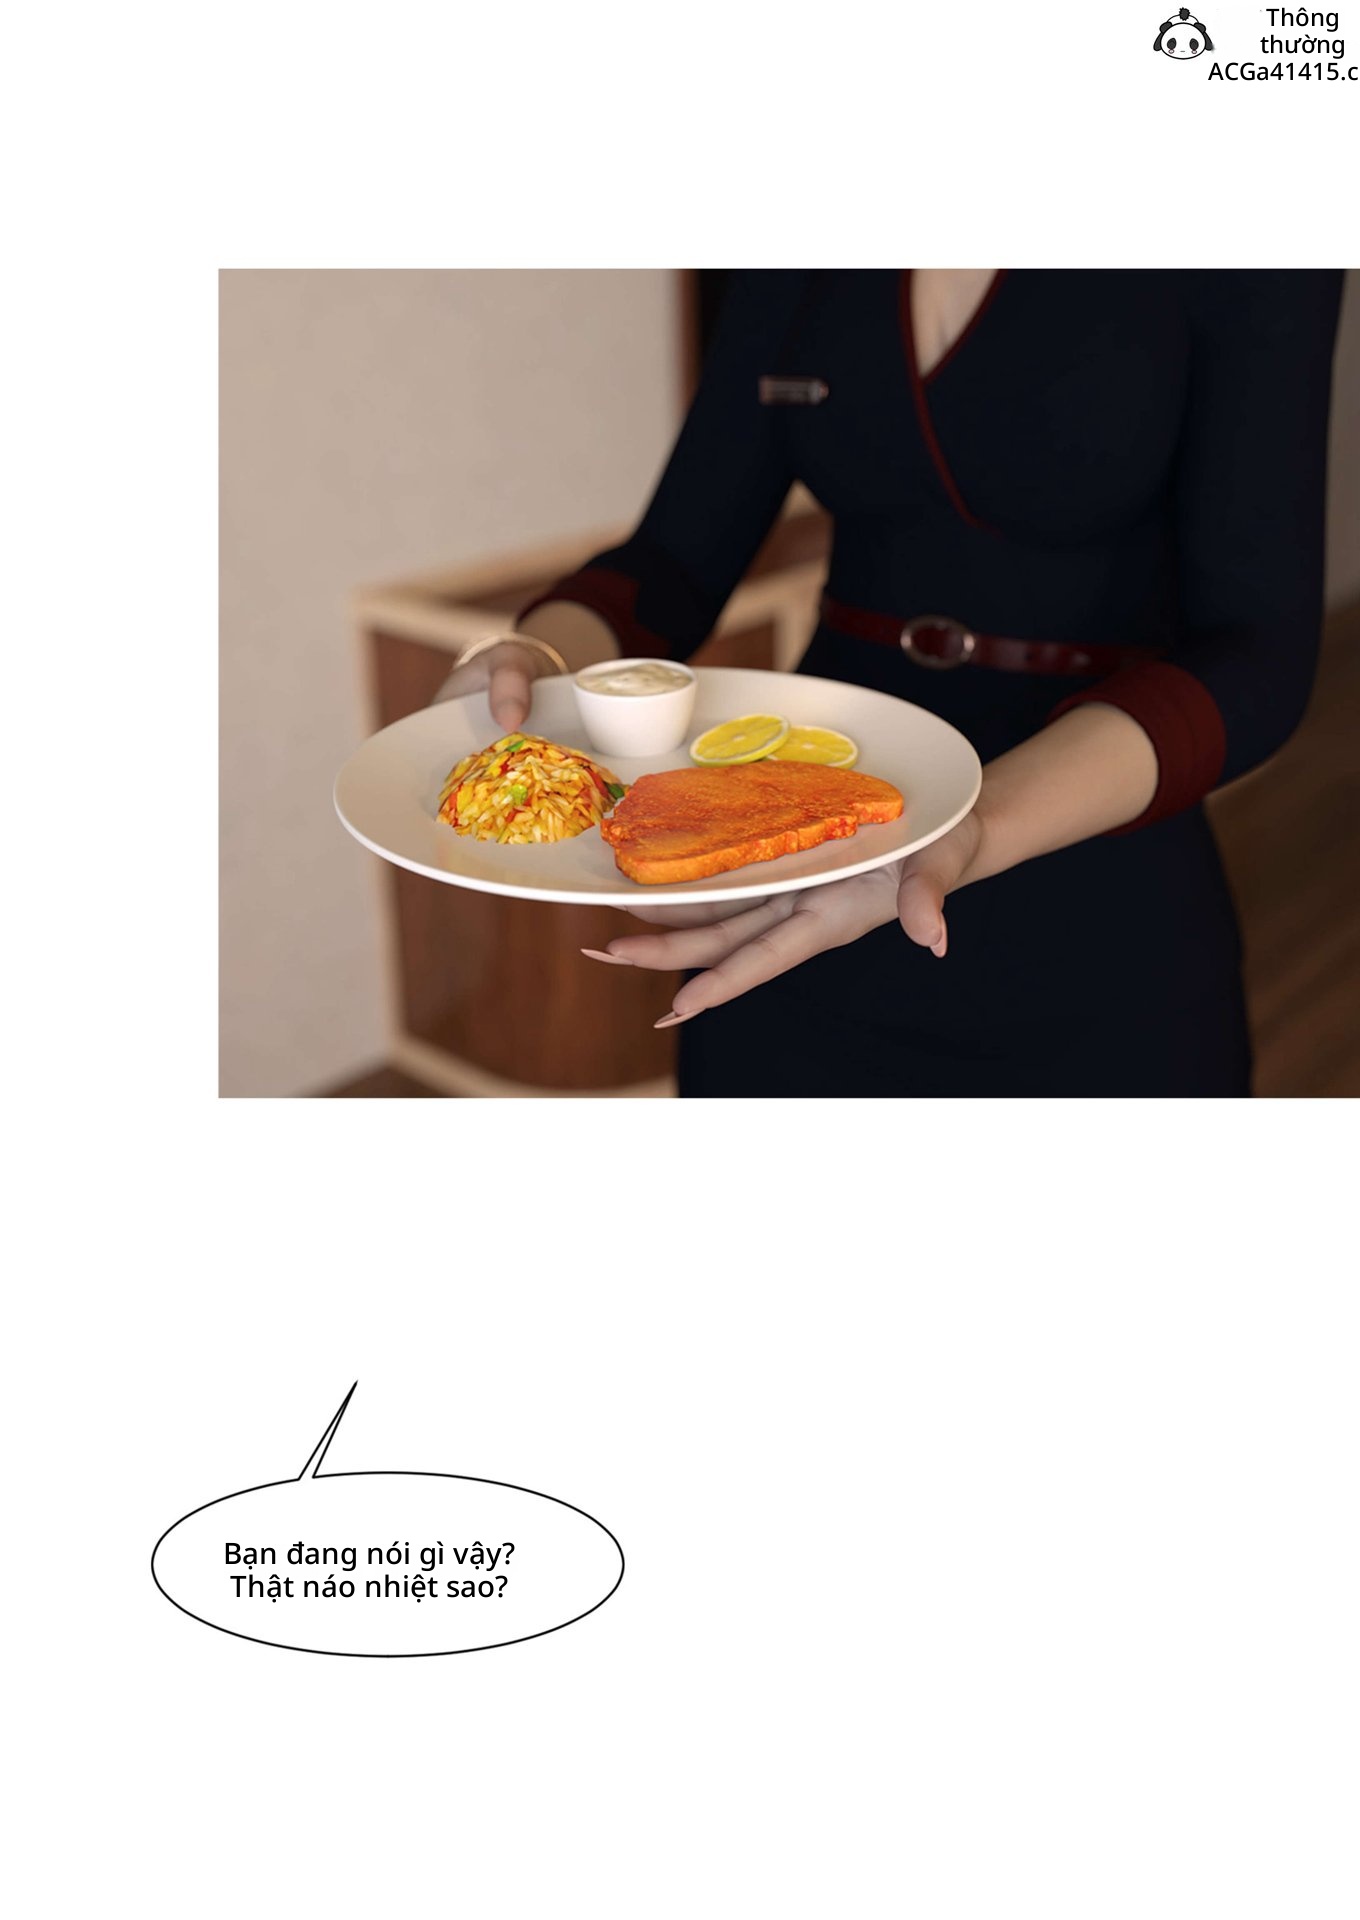 Thông
thường
ACGa41415.c
Bạn đang nói gì vậy?
Thật náo nhiệt sao?